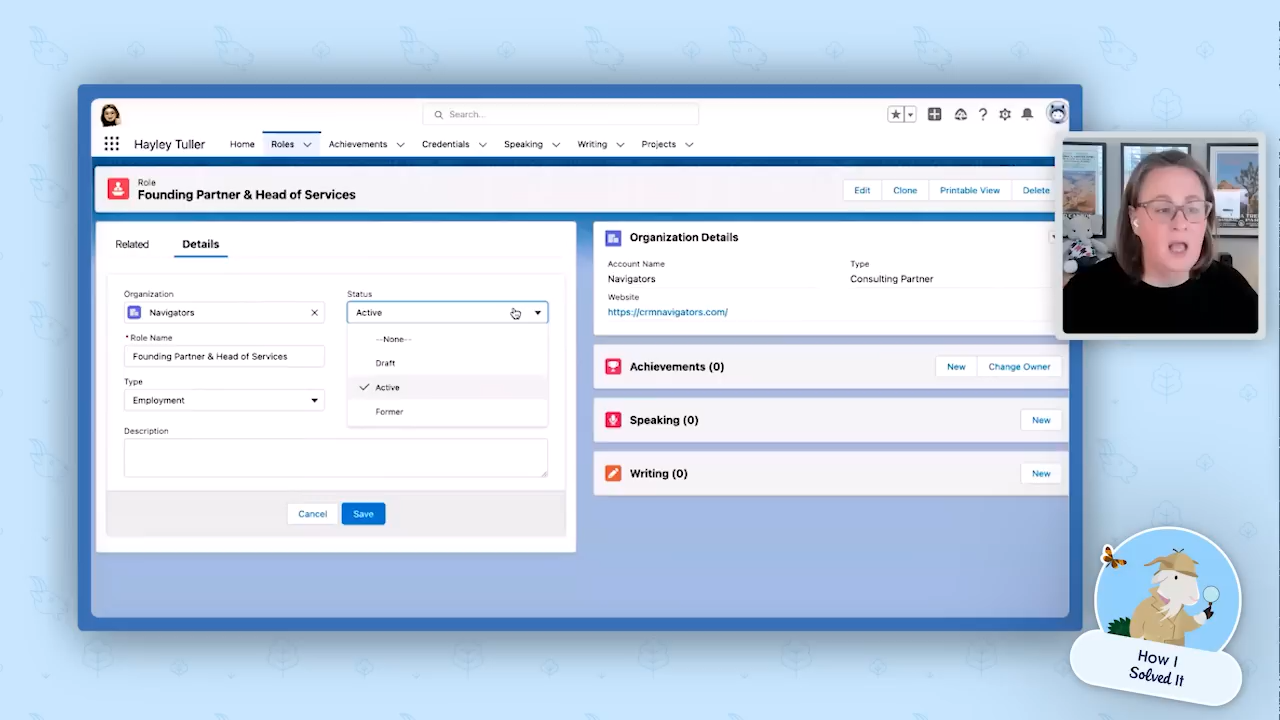 Search...
Hayley Tuller
Home
Roles
Achievements
Credentials
Speaking
Writing
Projects
Role
Founding Partner & Head of Services
Edit
Clone
Printable View
Delete
Related
Details
Organization
Navigators
Status
Active
--None--
Draft
Active
Former
* Role Name
Founding Partner & Head of Services
Type
Employment
Description
Cancel
Save
Organization Details
Account Name
Navigators
Type
Consulting Partner
Website
https://crmnavigators.com/
Achievements (0)
New
Change Owner
Speaking (0)
New
Writing (0)
New
How I
Solved It